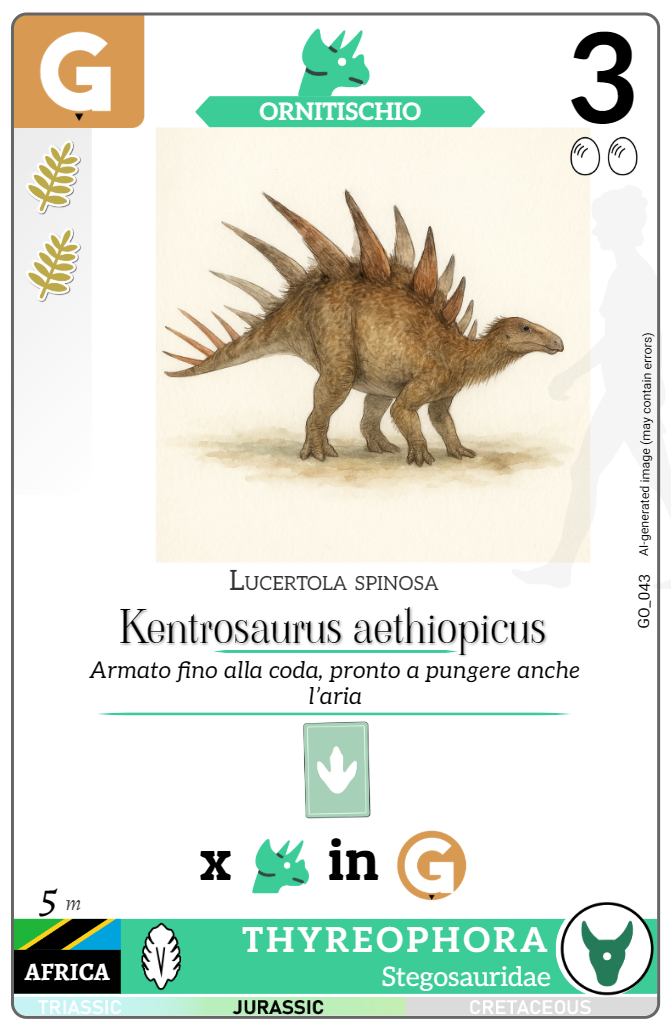 G
ORNITISCHIO
3
AI-generated image (may contain errors)
GO_043
Lucertola spinosa
Kentrosaurus aethiopicus
Armato fino alla coda, pronto a pungere anche
l'aria
x in G
5 m
AFRICA
THYREOPHORA
Stegosauridae
TRIASSIC JURASSIC CRETACEOUS